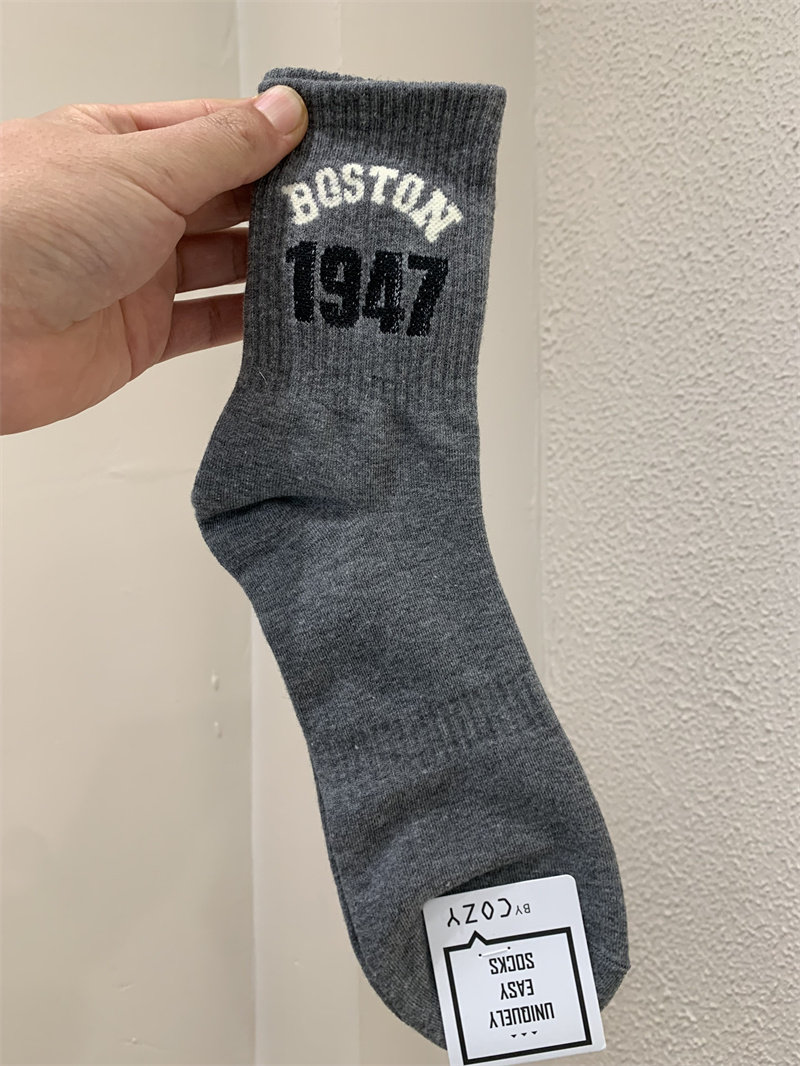 BOSTON
1947
UNIQUELY
EASY
SOCKS
BY COZY